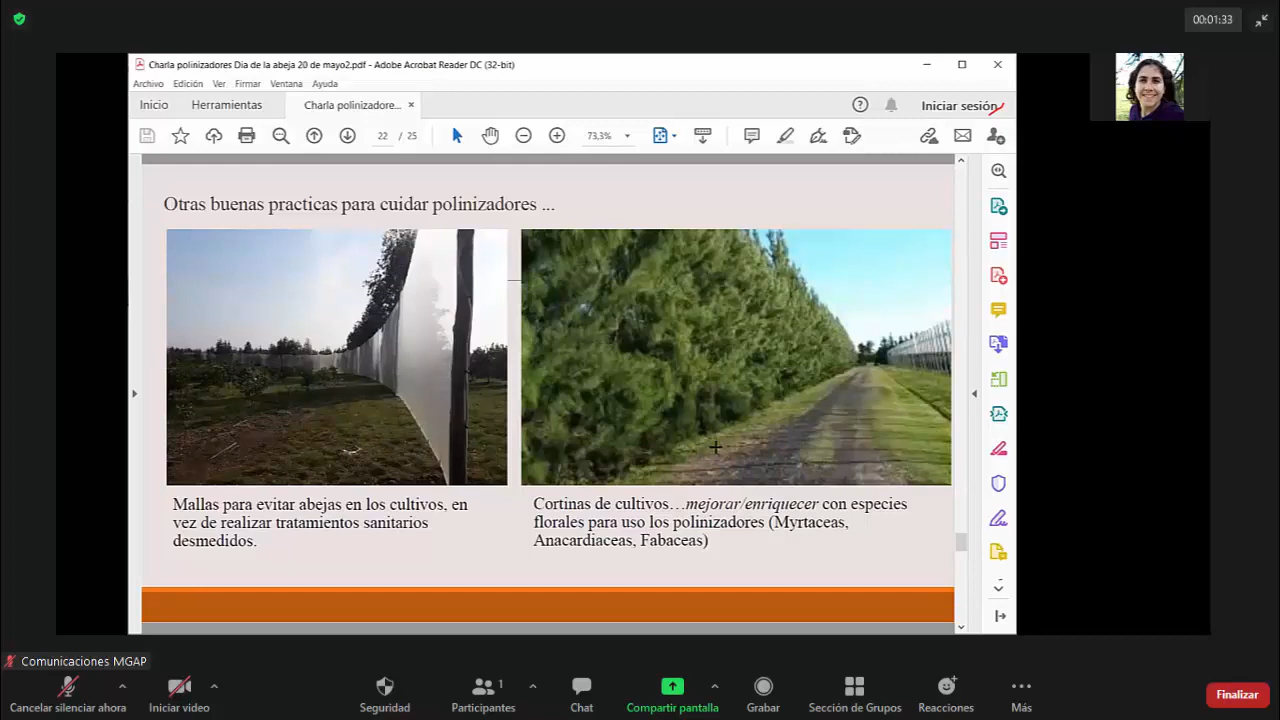 00:01:33
Charla polinizadores Dia de la abeja 20 de mayo2.pdf - Adobe Acrobat Reader DC (32-bit)
Archivo Edición Ver Firmar Ventana Ayuda
Inicio Herramientas Charla polinizadore... × Iniciar sesión
22 / 25 73,3%
Otras buenas practicas para cuidar polinizadores ...
Mallas para evitar abejas en los cultivos, en
vez de realizar tratamientos sanitarios
desmedidos.
Cortinas de cultivos…mejorar/enriquecer con especies
florales para uso los polinizadores (Myrtaceas,
Anacardiaceas, Fabaceas)
Comunicaciones MGAP
1
Cancelar silenciar ahora Iniciar video Seguridad Participantes Chat Compartir pantalla Grabar Sección de Grupos Reacciones Más Finalizar